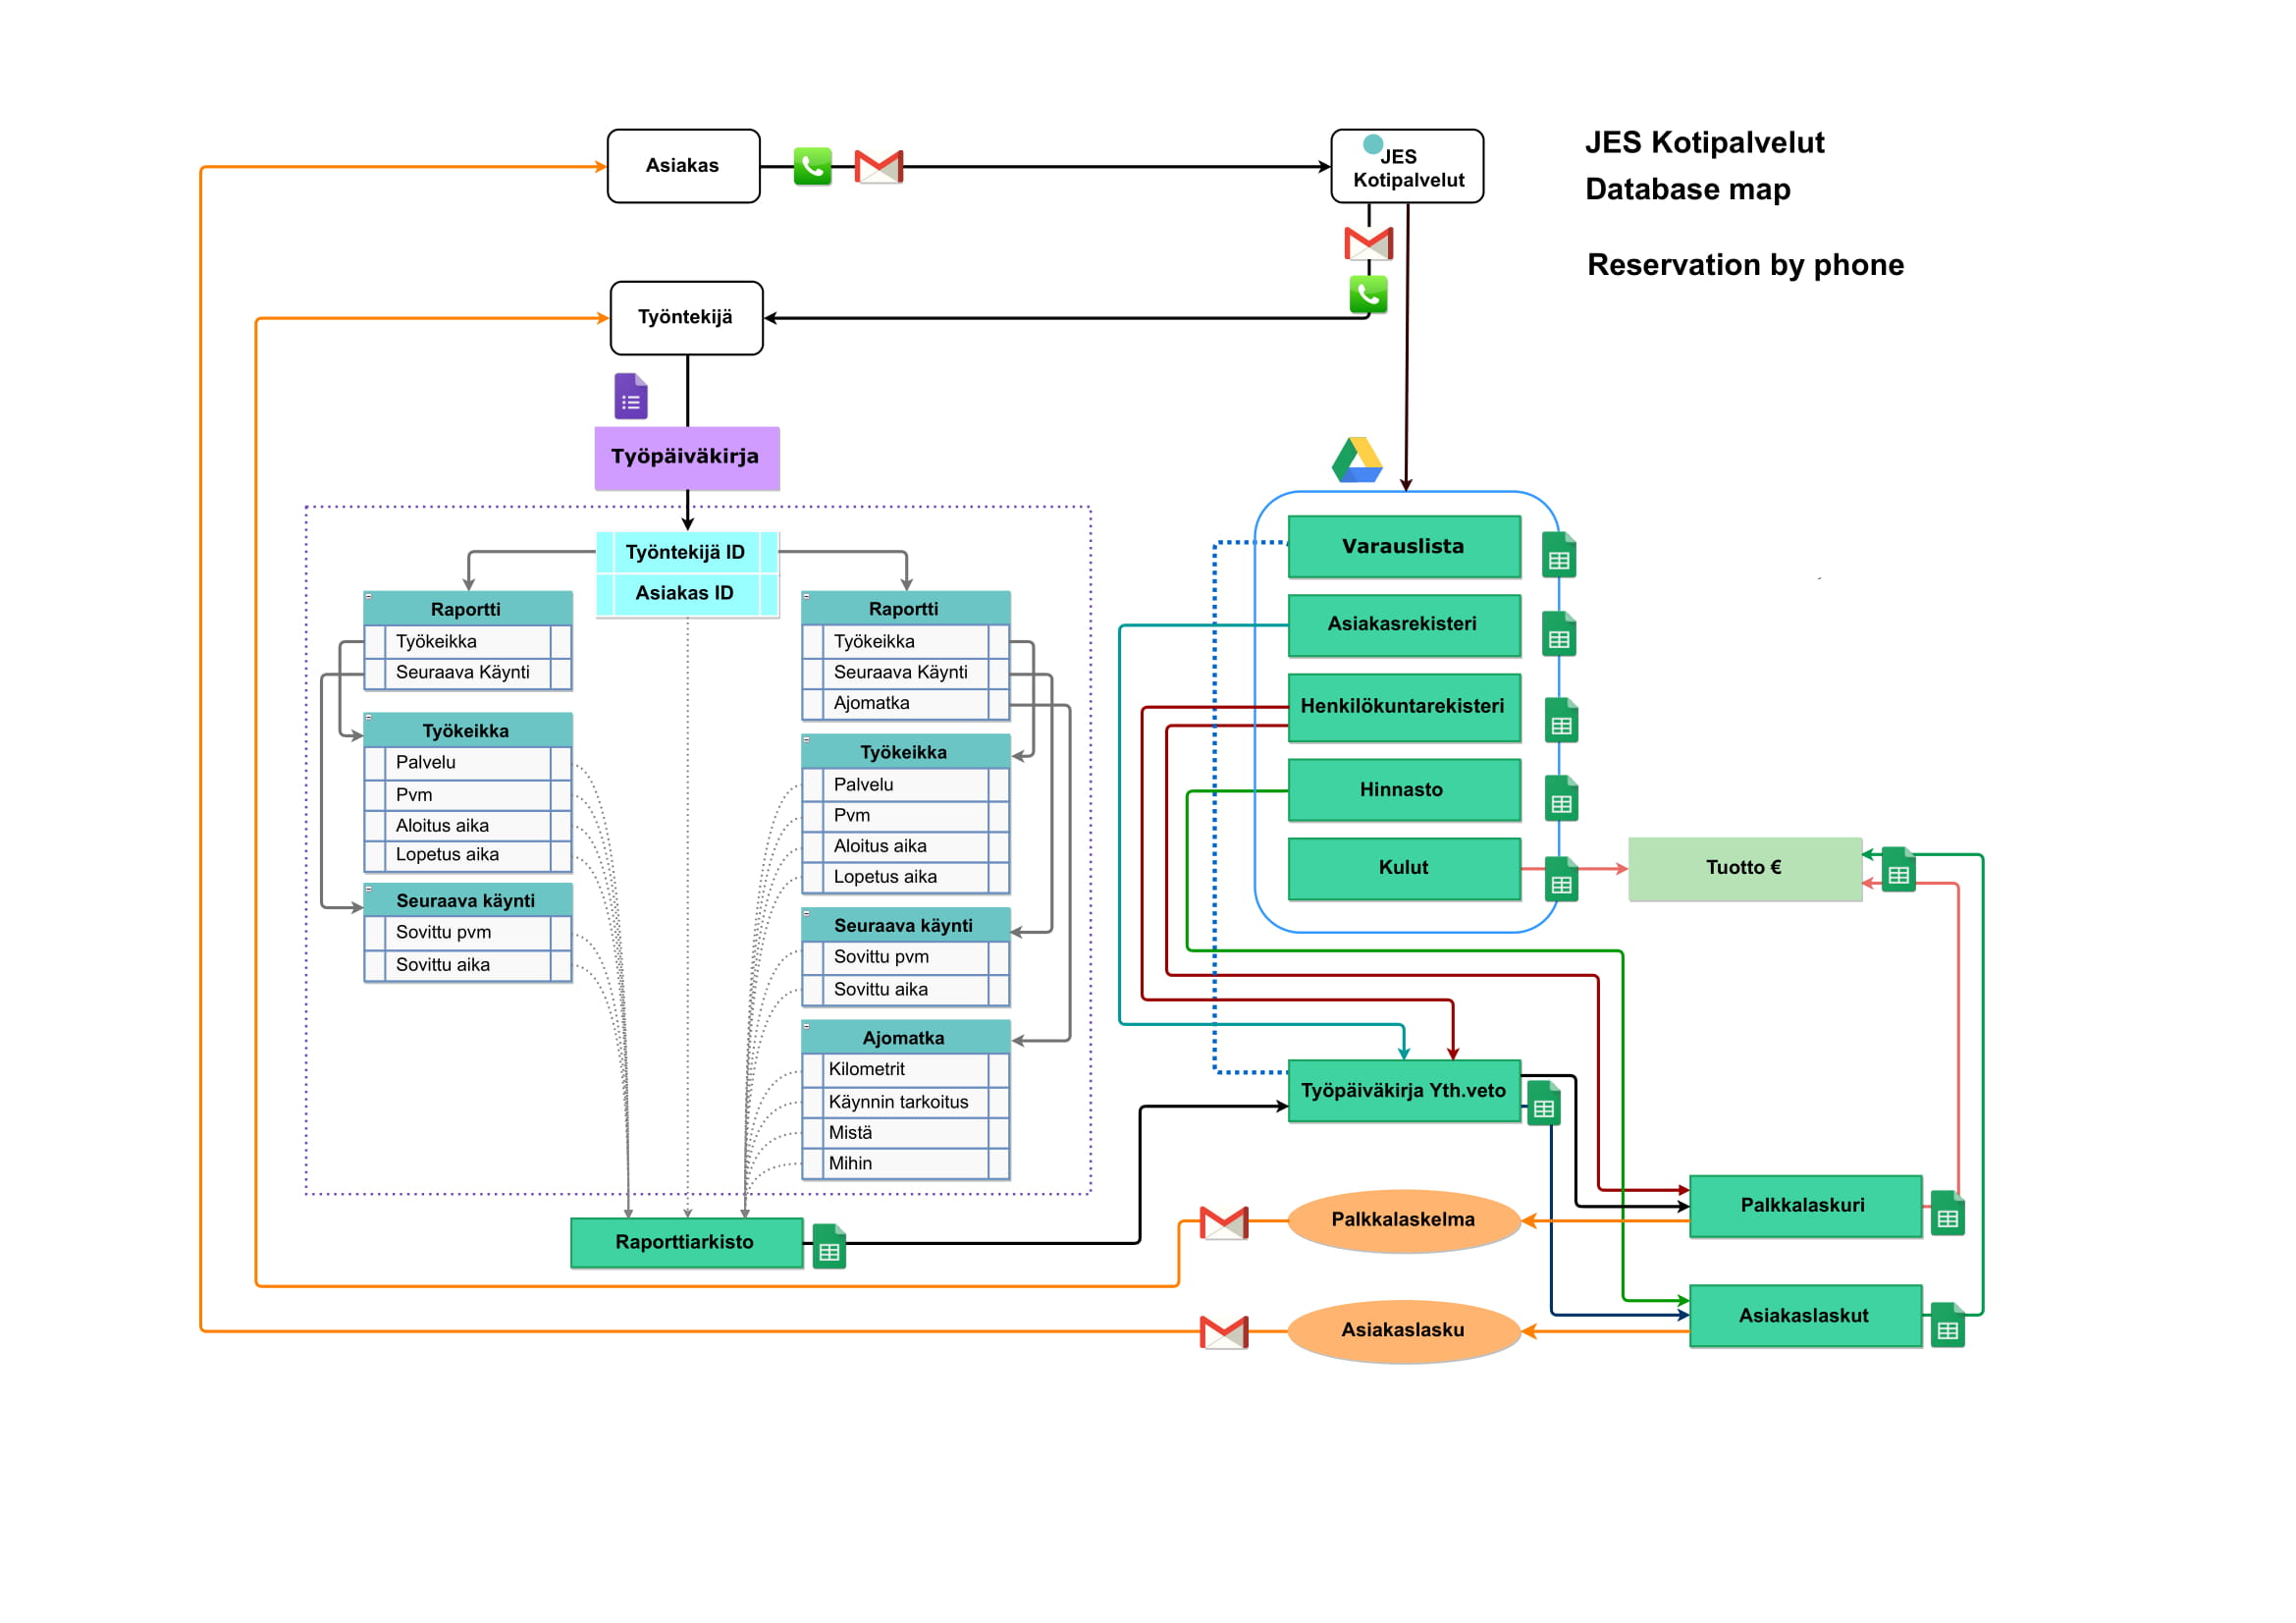 Asiakas
JES
Kotipalvelut
JES Kotipalvelut
Database map
Reservation by phone
Työntekijä
Työpäiväkirja
Työntekijä ID
Asiakas ID
Raportti
Työkeikka
Seuraava Käynti
Työkeikka
Palvelu
Pvm
Aloitus aika
Lopetus aika
Seuraava käynti
Sovittu pvm
Sovittu aika
Raportti
Työkeikka
Seuraava Käynti
Ajomatka
Työkeikka
Palvelu
Pvm
Aloitus aika
Lopetus aika
Seuraava käynti
Sovittu pvm
Sovittu aika
Ajomatka
Kilometrit
Käynnin tarkoitus
Mistä
Mihin
Raporttiarkisto
Varauslista
Asiakasrekisteri
Henkilökuntarekisteri
Hinnasto
Kulut
Tuotto €
Työpäiväkirja Yth.veto
Palkkalaskuri
Palkkalaskelma
Asiakaslaskut
Asiakaslasku